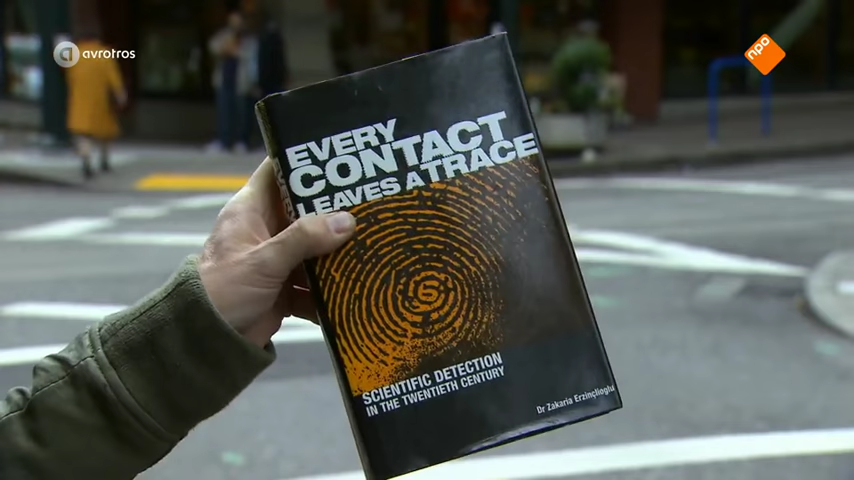 avrotros
npo
EVERY
CONTACT
LEAVES A TRACE
SCIENTIFIC DETECTION
IN THE TWENTIETH CENTURY
Dr Zakaria Erzinçlioglu